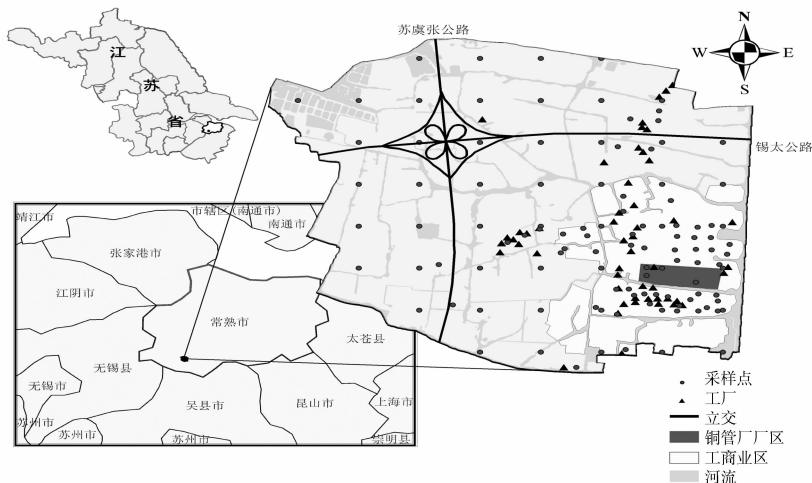 江
苏
省
苏虞张公路
N
W
E
S
锡太公路
靖江市
市辖区(南通市)
南通市
张家港市
江阴市
常熟市
太苍县
无锡县
无锡市
吴县市
昆山市
上海市
苏州市
苏州市
苏州市
崇明县
采样点
工厂
立交
铜管厂厂区
工商业区
河流